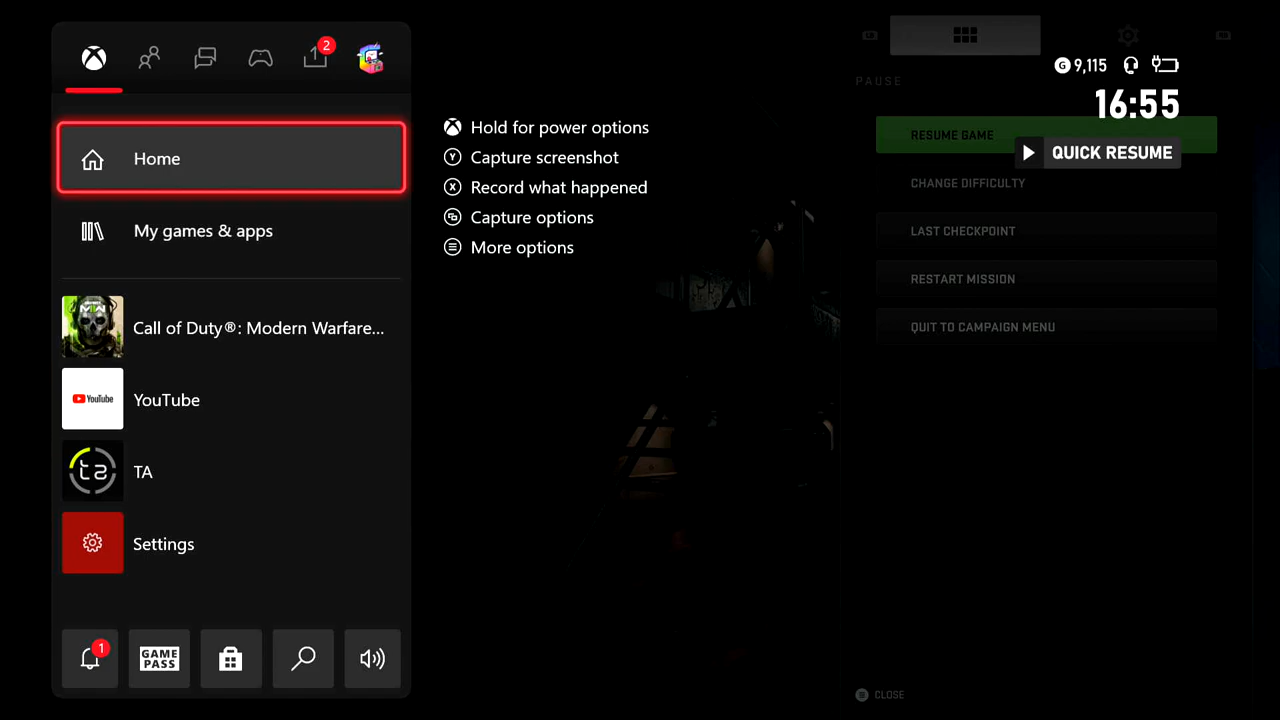 2
Home
My games & apps
Call of Duty®: Modern Warfare...
YouTube
YouTube
ta
TA
Settings
1
GAME
PASS
Hold for power options
Y Capture screenshot
X Record what happened
Capture options
More options
PAUSE
G 9,115
16:55
QUICK RESUME
RESUME GAME
CHANGE DIFFICULTY
LAST CHECKPOINT
RESTART MISSION
QUIT TO CAMPAIGN MENU
CLOSE